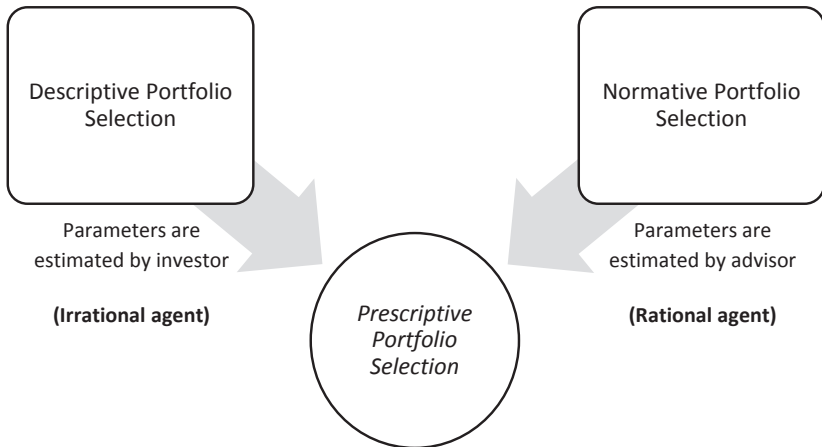 Descriptive Portfolio
Selection
Normative Portfolio
Selection
Parameters are
estimated by investor
(Irrational agent)
Parameters are
estimated by advisor
(Rational agent)
Prescriptive
Portfolio
Selection